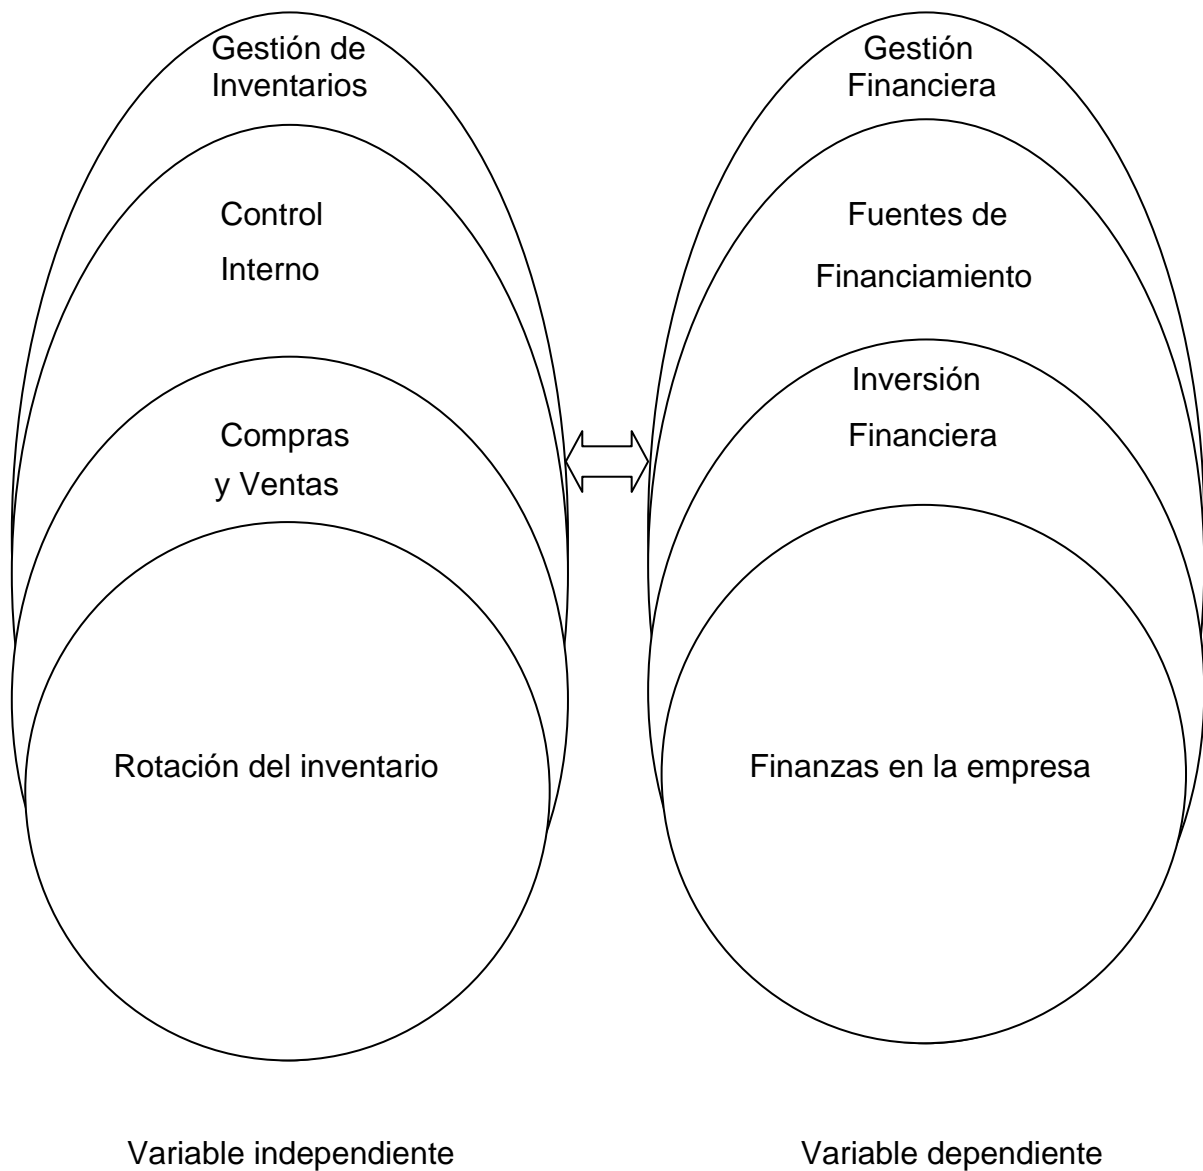 Gestión de
Inventarios
Control
Interno
Compras
y Ventas
Rotación del inventario
Variable independiente
Gestión
Financiera
Fuentes de
Financiamiento
Inversión
Financiera
Finanzas en la empresa
Variable dependiente